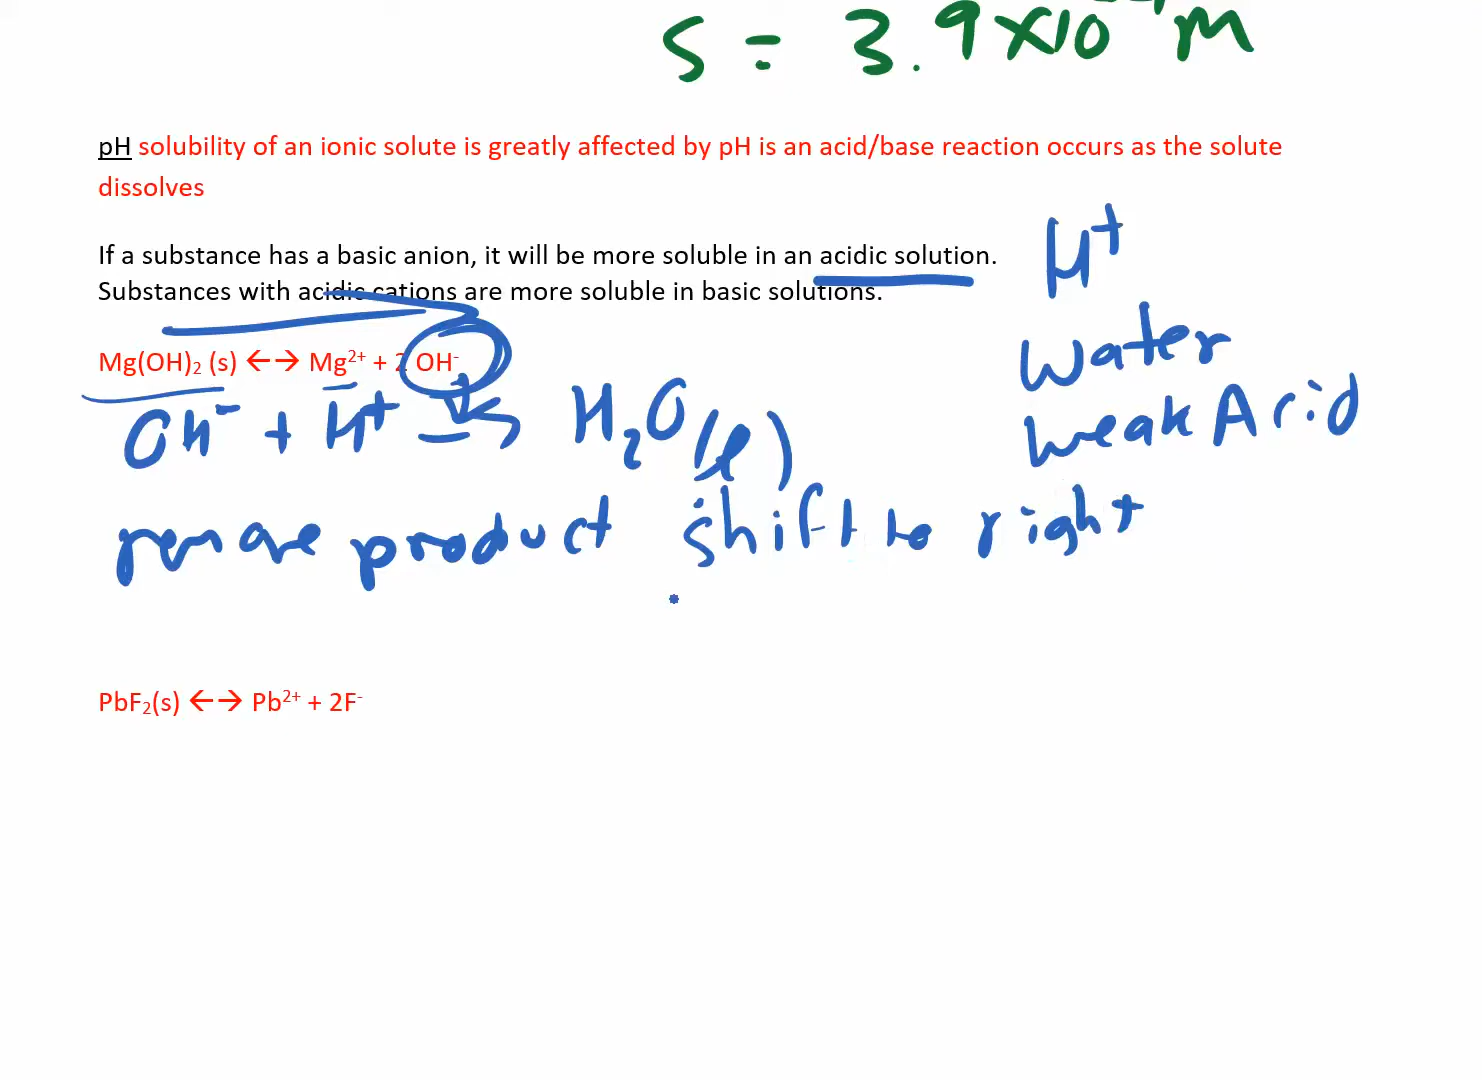 S = 3.9 x10 M
pH solubility of an ionic solute is greatly affected by pH is an acid/base reaction occurs as the solute
dissolves
If a substance has a basic anion, it will be more soluble in an acidic solution.
Substances with acidic cations are more soluble in basic solutions.
H⁺
water
weak Acid
Mg(OH)₂ (s) ←→ Mg²⁺ + 2 OH⁻
OH⁻ + H⁺ ⇌ H₂O(l)
product shift to right
PbF₂(s) ←→ Pb²⁺ + 2F⁻